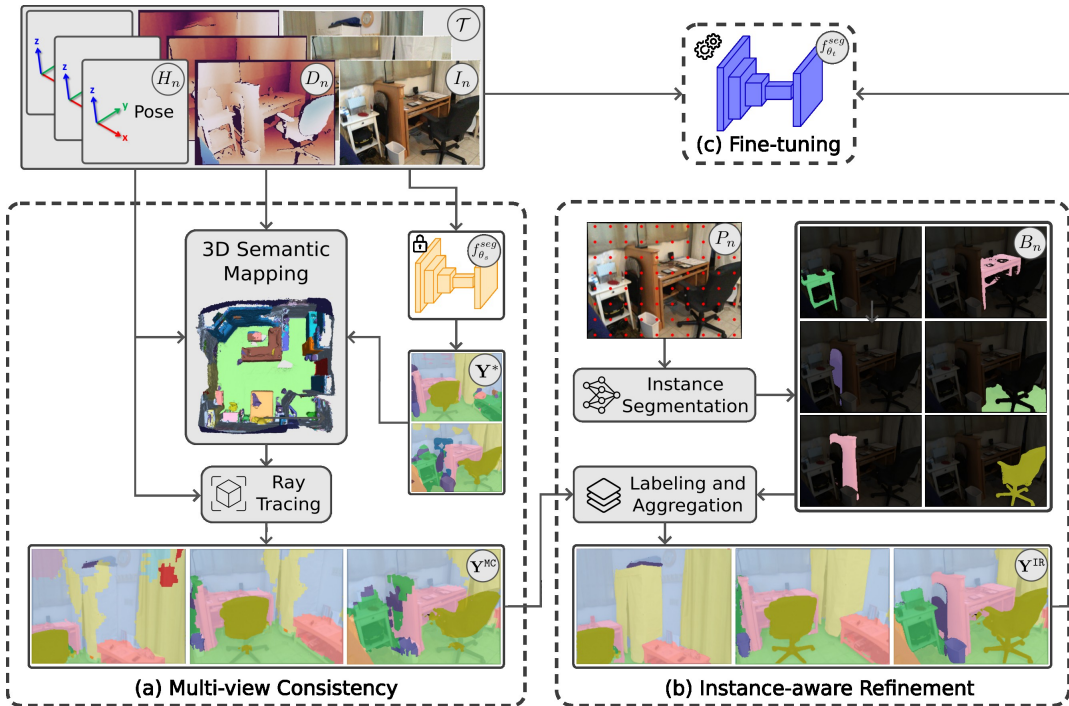 𝒯
z
z
z
y
x
H_n
Pose
D_n
I_n
f^{seg}_{θ_t}
(c) Fine-tuning
3D Semantic
Mapping
f^{seg}_{θ_s}
Y*
Ray
Tracing
Y^{MC}
(a) Multi-view Consistency
P_n
B_n
Instance
Segmentation
Labeling and
Aggregation
Y^{IR}
(b) Instance-aware Refinement